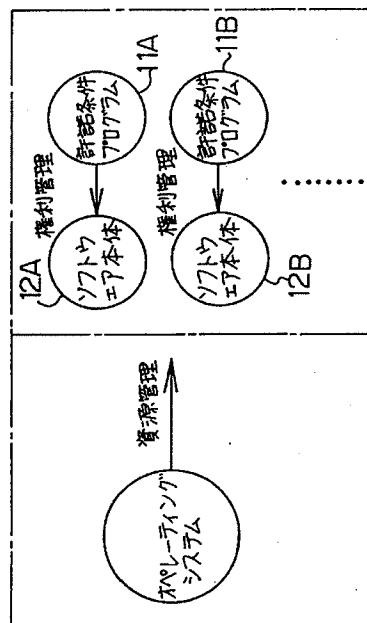 オペレーティング
システム
資源管理
12A
ソフトウ
ェア本体
権利管理
許諾条件
プログラム
11A
12B
ソフトウ
ェア本体
権利管理
許諾条件
プログラム
11B